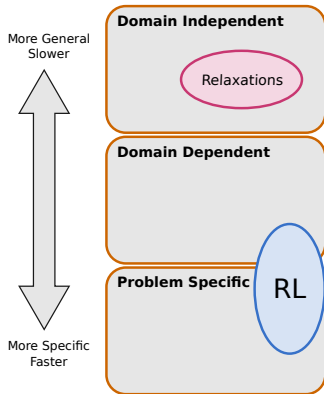 More General
Slower
Domain Independent
Relaxations
Domain Dependent
Problem Specific
RL
More Specific
Faster